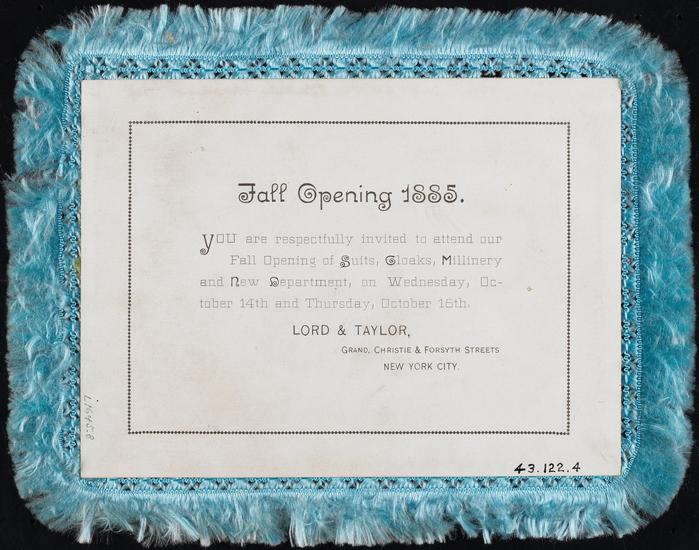 Fall Opening 1885.
YOU are respectfully invited to attend our
Fall Opening of Suits, Cloaks, Millinery
and New Department, on Wednesday, Oc-
tober 14th and Thursday, October 15th.
LORD & TAYLOR,
GRAND, CHRISTIE & FORSYTH STREETS
NEW YORK CITY.
43.122.4
L1645.8